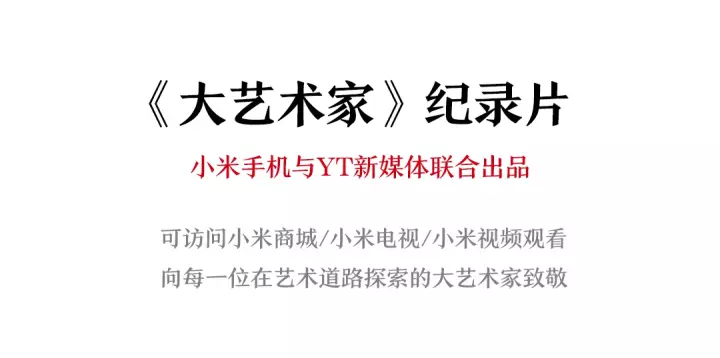 《大艺术家》纪录片
小米手机与YT新媒体联合出品
可访问小米商城/小米电视/小米视频观看
向每一位在艺术道路探索的大艺术家致敬